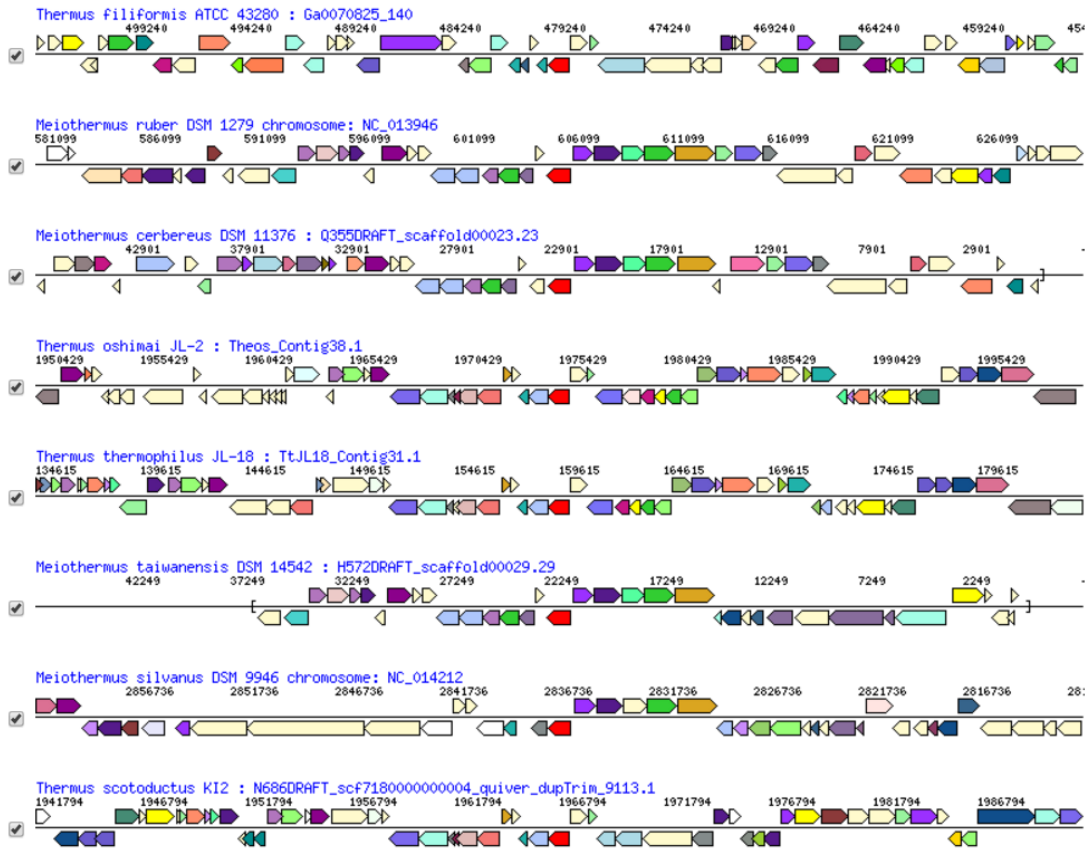 Thermus filiformis ATCC 43280 : Ga0070825_140
499240 494240 489240 484240 479240 474240 469240 464240 459240 454
Meiothermus ruber DSM 1279 chromosome: NC_013946
581099 586099 591099 596099 601099 606099 611099 616099 621099 626099
Meiothermus cerbereus DSM 11376 : Q355DRAFT_scaffold00023.23
42901 37901 32901 27901 22901 17901 12901 7901 2901
Thermus oshimai JL-2 : Theos_Contig38.1
1950429 1955429 1960429 1965429 1970429 1975429 1980429 1985429 1990429 1995429
Thermus thermophilus JL-18 : TtJL18_Contig31.1
134615 139615 144615 149615 154615 159615 164615 169615 174615 179615
Meiothermus taiwanensis DSM 14542 : H572DRAFT_scaffold00029.29
42249 37249 32249 27249 22249 17249 12249 7249 2249
Meiothermus silvanus DSM 9946 chromosome: NC_014212
2856736 2851736 2846736 2841736 2836736 2831736 2826736 2821736 2816736 281
Thermus scotoductus KI2 : N686DRAFT_scf7180000000004_quiver_dupTrim_9113.1
1941794 1946794 1951794 1956794 1961794 1966794 1971794 1976794 1981794 1986794